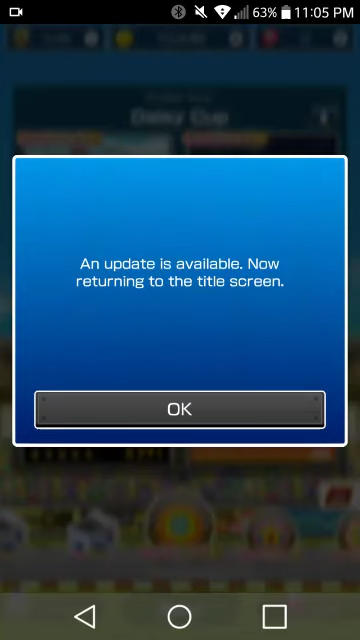 63% 11:05 PM
Daisy Cup
An update is available. Now
returning to the title screen.
OK